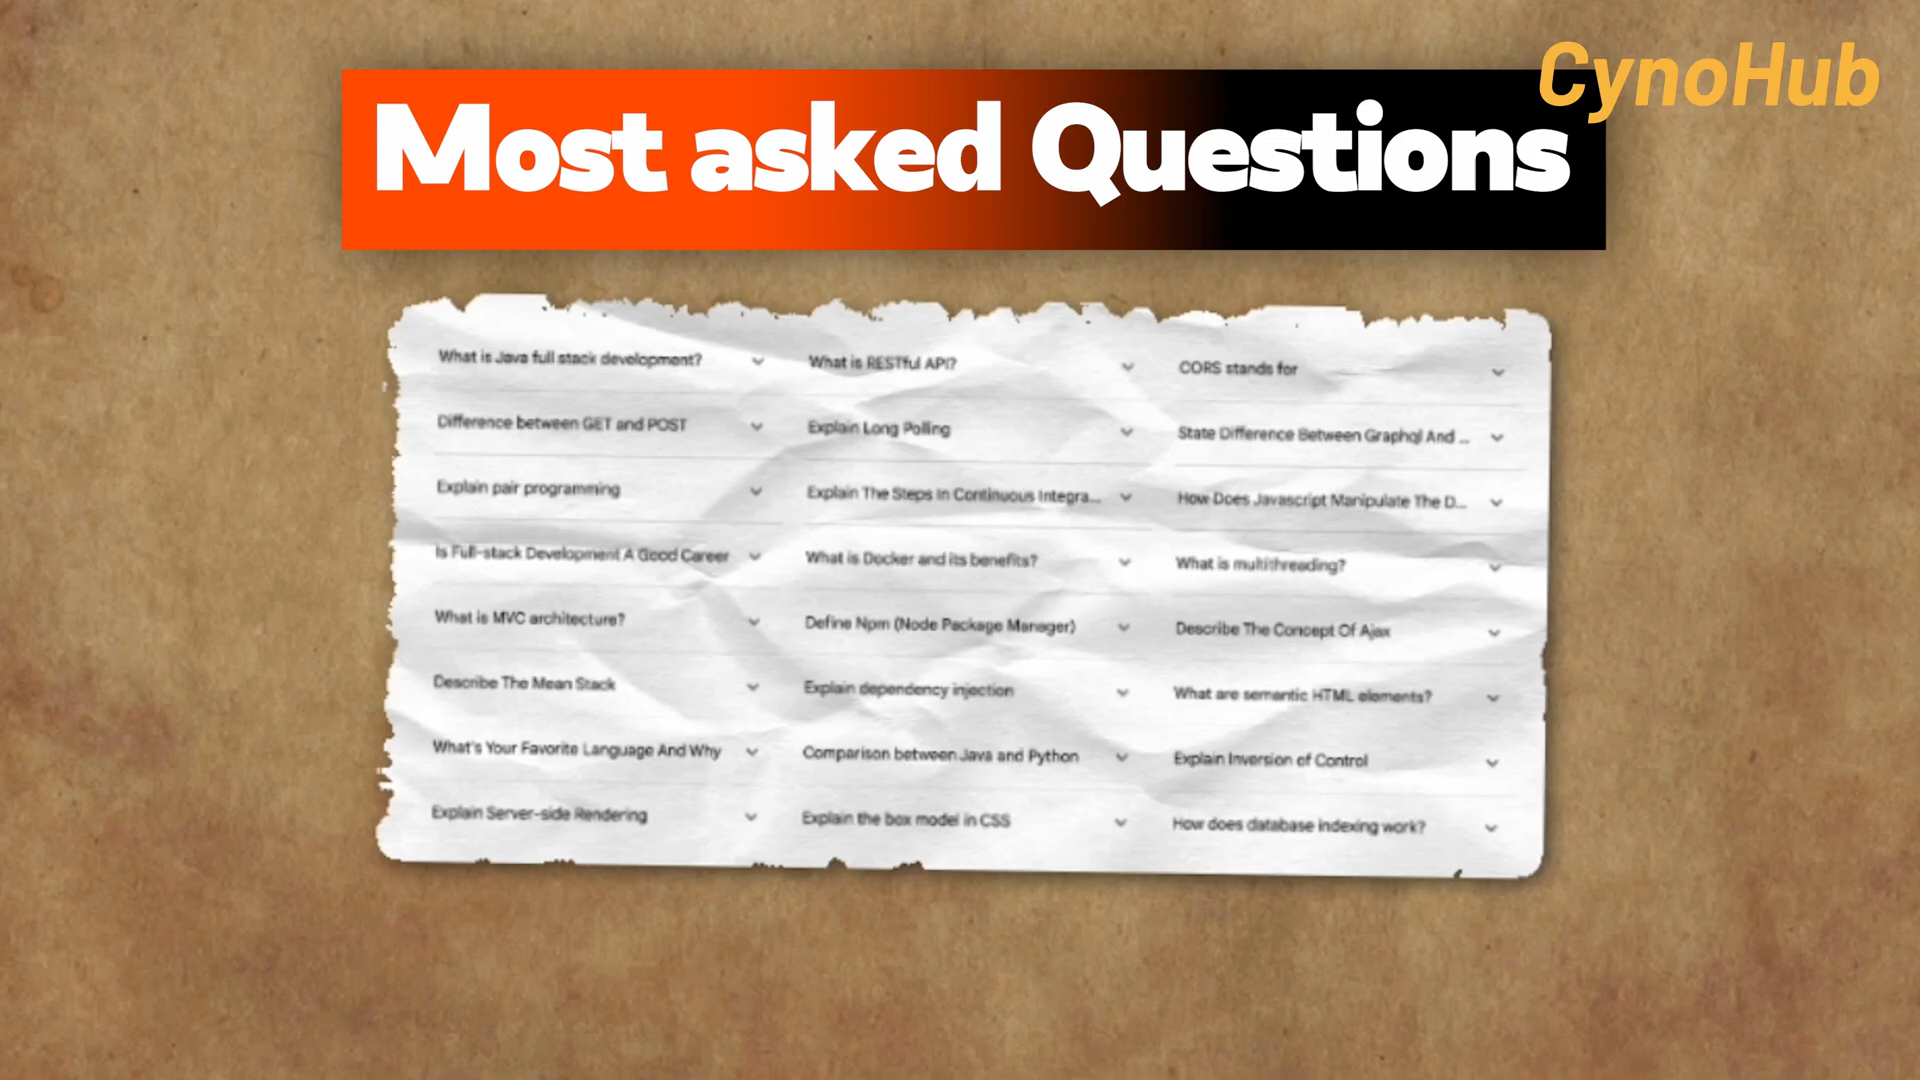 CynoHub
Most asked Questions
What is Java full stack development?
Difference between GET and POST
Explain pair programming
Is Full-stack Development A Good Career
What is MVC architecture?
Describe The Mean Stack
What's Your Favorite Language And Why
Explain Server-side Rendering
What is RESTful API?
Explain Long Polling
Explain The Steps In Continuous Integra...
What is Docker and its benefits?
Define Npm (Node Package Manager)
Explain dependency injection
Comparison between Java and Python
Explain the box model in CSS
CORS stands for
State Difference Between Graphql And ...
How Does Javascript Manipulate The D...
What is multithreading?
Describe The Concept Of Ajax
What are semantic HTML elements?
Explain Inversion of Control
How does database indexing work?